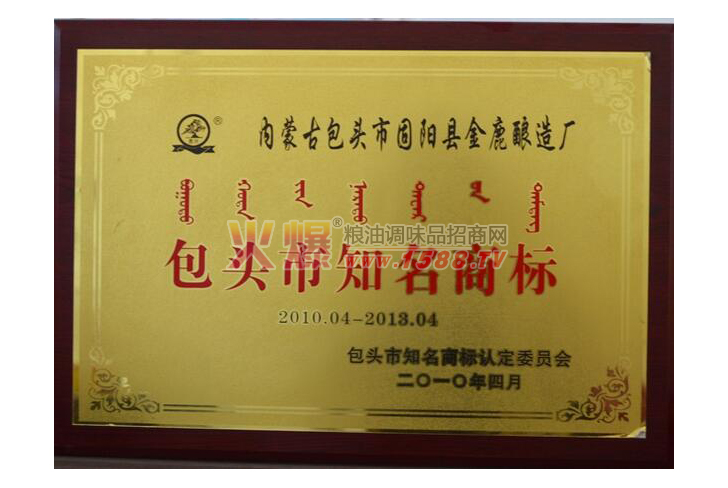 内蒙古包头市固阳县金鹿酿造厂
火爆®粮油调味品招商网
www.1588.tv
包头市知名商标
2010.04-2013.04
包头市知名商标认定委员会
二〇一〇年四月